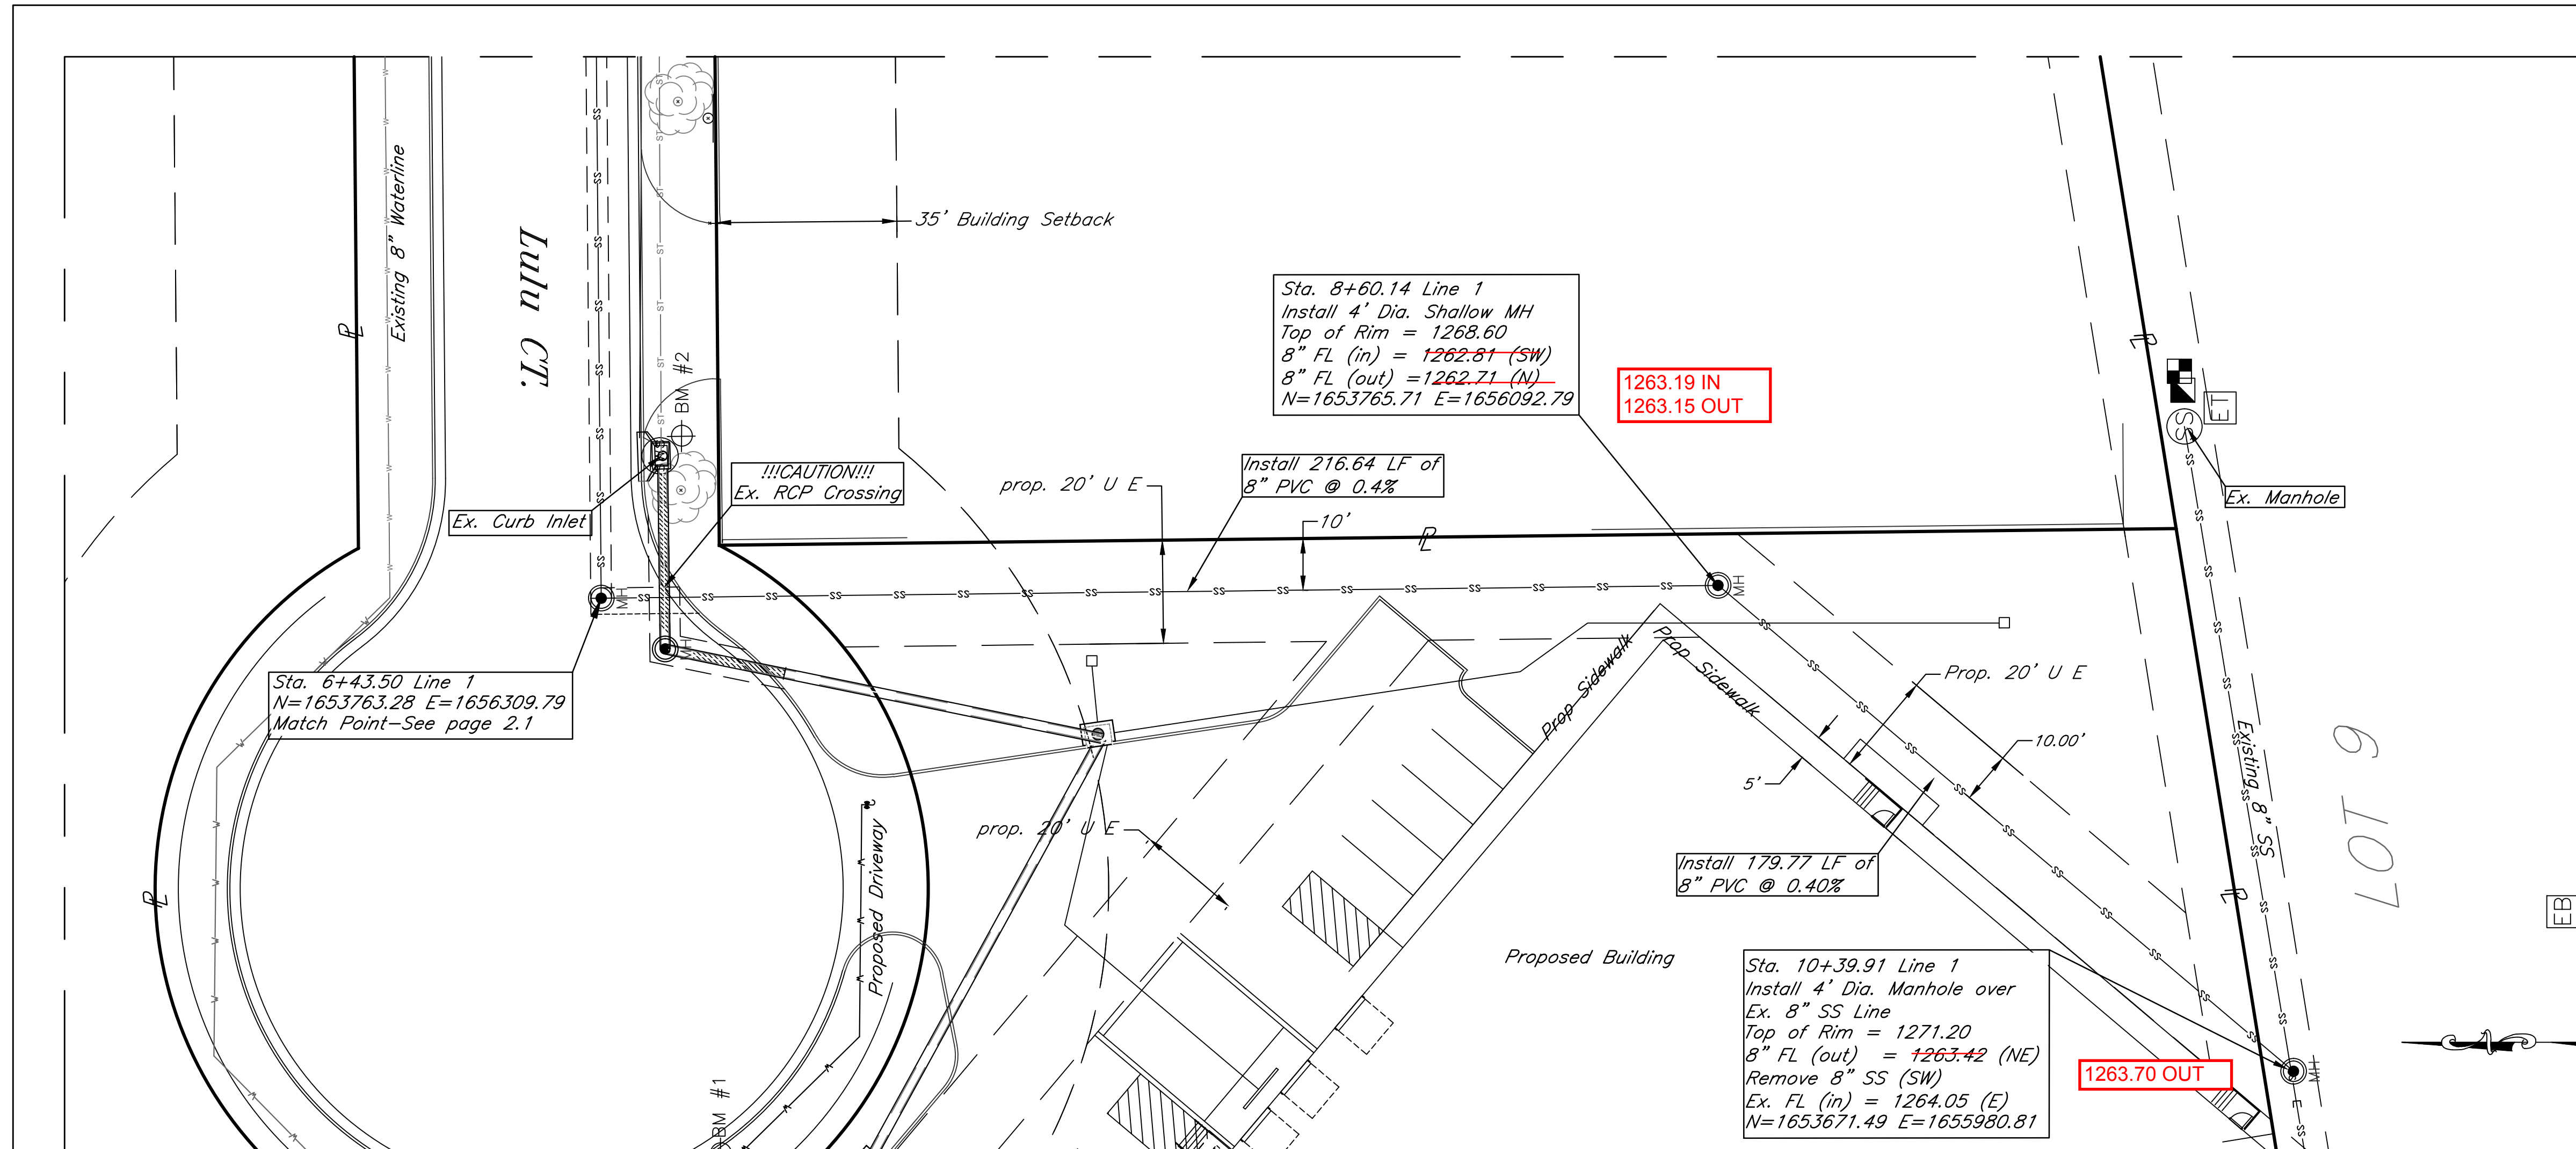 Existing 8" Waterline
Lulu CT.
35' Building Setback
BM #2
Sta. 8+60.14 Line 1
Install 4' Dia. Shallow MH
Top of Rim = 1268.60
8" FL (in) = 1262.81 (SW)
8" FL (out) =1262.71 (N)
N=1653765.71 E=1656092.79
1263.19 IN
1263.15 OUT
!!!CAUTION!!!
Ex. RCP Crossing
Ex. Curb Inlet
prop. 20' U E
Install 216.64 LF of
8" PVC @ 0.4%
10'
ET
SS
Ex. Manhole
MH
MH
MH
Sta. 6+43.50 Line 1
N=1653763.28 E=1656309.79
Match Point-See page 2.1
Prop Sidewalk
Prop Sidewalk
Prop. 20' U E
10.00'
5'
Existing 8" SS
LOT 9
prop. 20' U E
Proposed Driveway
Install 179.77 LF of
8" PVC @ 0.40%
EB
Proposed Building
Sta. 10+39.91 Line 1
Install 4' Dia. Manhole over
Ex. 8" SS Line
Top of Rim = 1271.20
8" FL (out) = 1263.42 (NE)
Remove 8" SS (SW)
Ex. FL (in) = 1264.05 (E)
N=1653671.49 E=1655980.81
1263.70 OUT
MH
BM #1